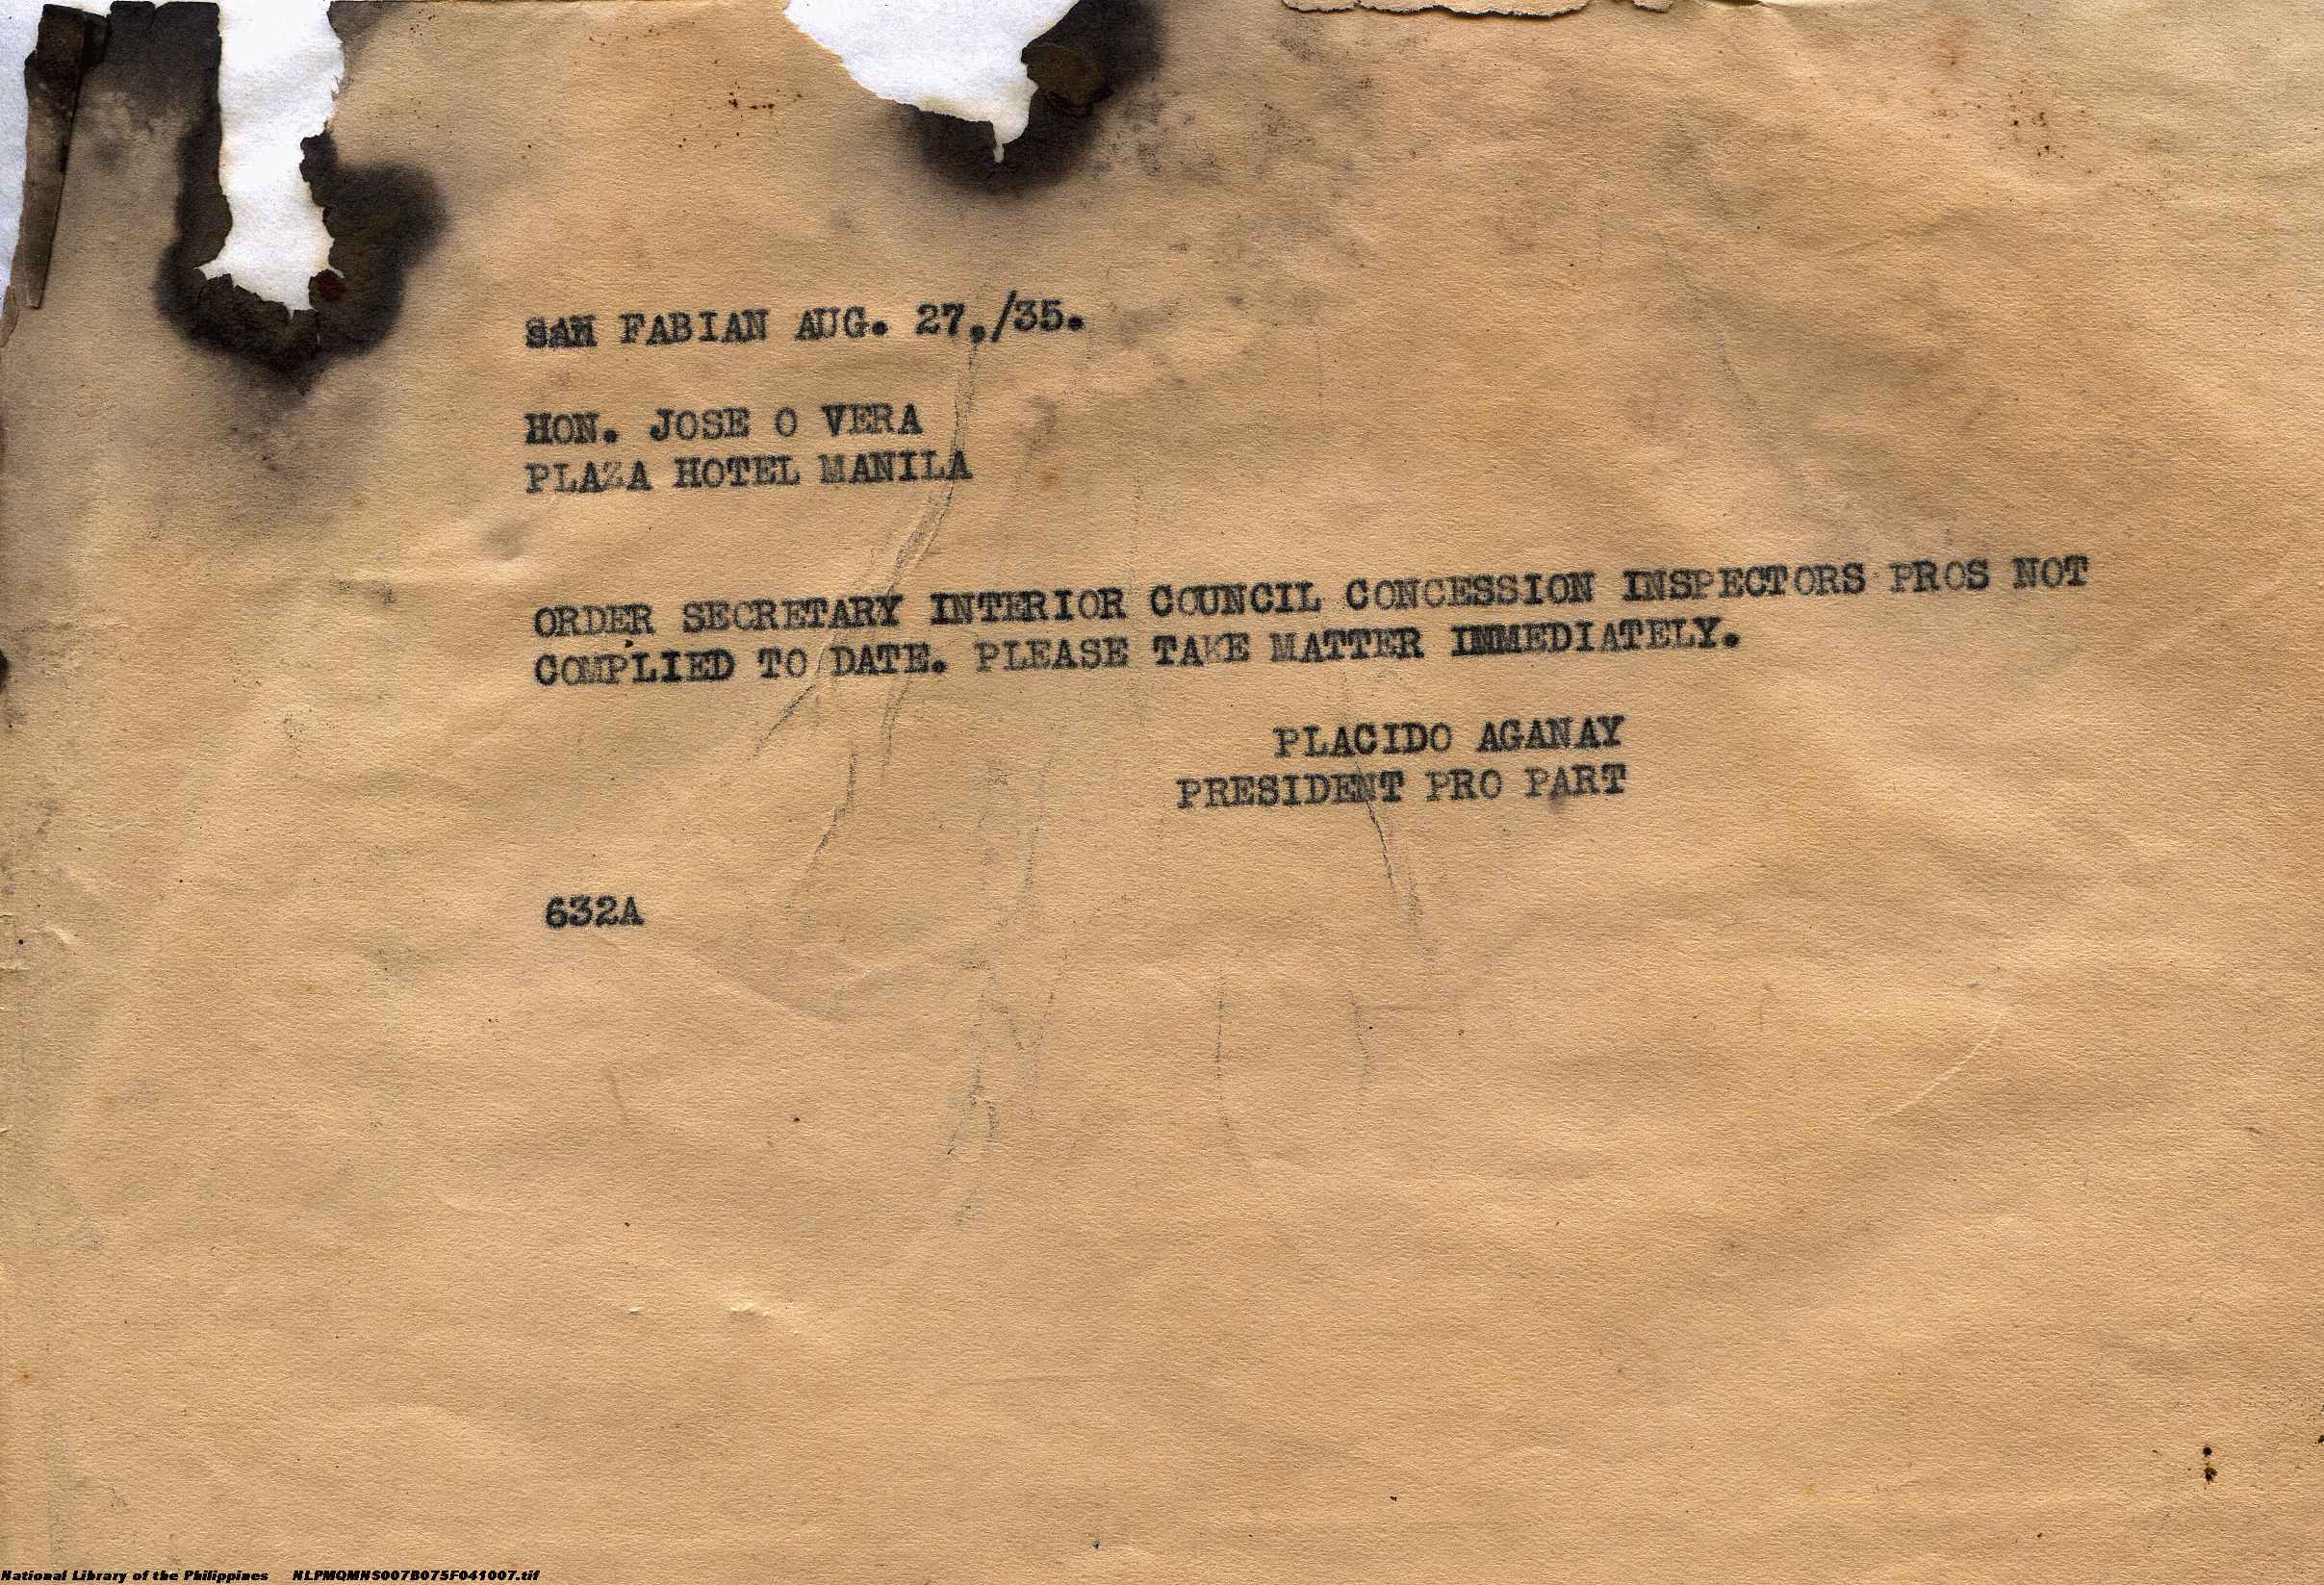 SAN FABIAN AUG. 27,/35.
HON. JOSE O VERA
PLAZA HOTEL MANILA
ORDER SECRETARY INTERIOR COUNCIL CONCESSION INSPECTORS PROS NOT
COMPLIED TO DATE. PLEASE TAKE MATTER IMMEDIATELY.
PLACIDO AGANAY
PRESIDENT PRO PART
632A
National Library of the Philippines NLPMQMNS007B075F041007.tif